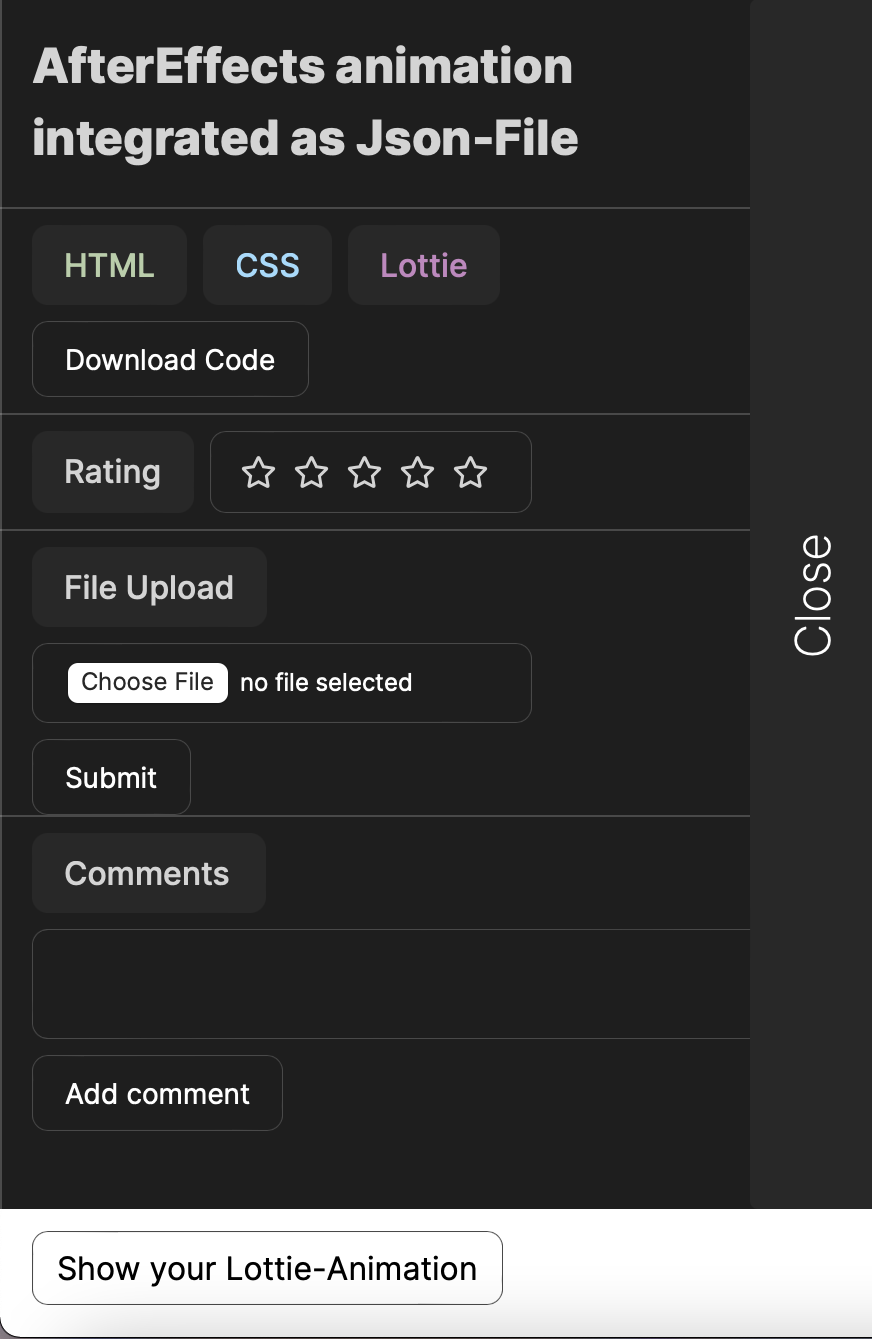 AfterEffects animation
integrated as Json-File
HTML CSS Lottie
Download Code
Rating
File Upload
Choose File no file selected
Submit
Comments
Add comment
Close
Show your Lottie-Animation